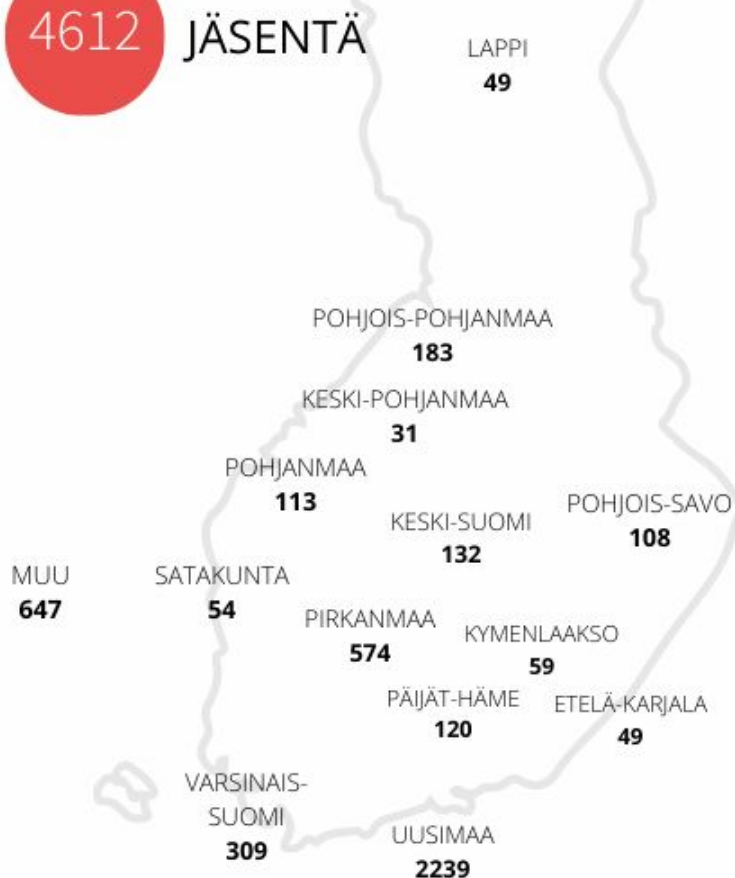 4612 JÄSENTÄ
LAPPI
49
POHJOIS-POHJANMAA
183
KESKI-POHJANMAA
31
POHJANMAA
113
KESKI-SUOMI
132
POHJOIS-SAVO
108
MUU
647
SATAKUNTA
54
PIRKANMAA
574
KYMENLAAKSO
59
PÄIJÄT-HÄME
120
ETELÄ-KARJALA
49
VARSINAIS-
SUOMI
309
UUSIMAA
2239